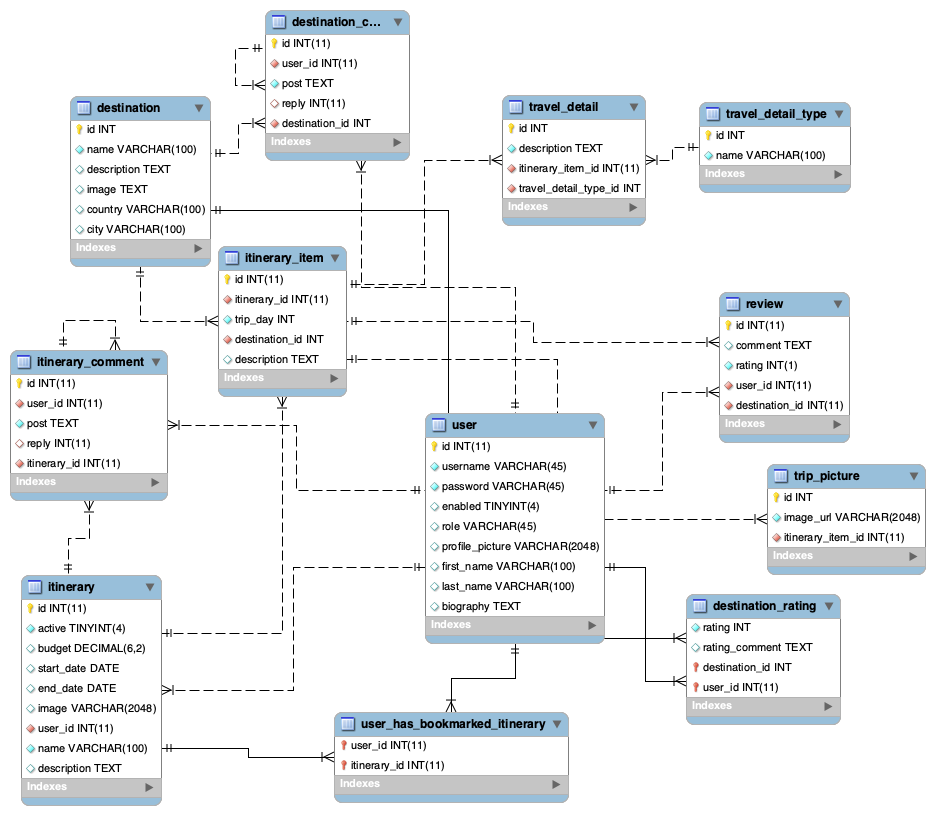 destination_c...
id INT(11)
user_id INT(11)
post TEXT
reply INT(11)
destination_id INT
Indexes
destination
id INT
name VARCHAR(100)
description TEXT
image TEXT
country VARCHAR(100)
city VARCHAR(100)
Indexes
travel_detail
id INT
description TEXT
itinerary_item_id INT(11)
travel_detail_type_id INT
Indexes
travel_detail_type
id INT
name VARCHAR(100)
Indexes
itinerary_item
id INT(11)
itinerary_id INT(11)
trip_day INT
destination_id INT
description TEXT
Indexes
review
id INT(11)
comment TEXT
rating INT(1)
user_id INT(11)
destination_id INT(11)
Indexes
itinerary_comment
id INT(11)
user_id INT(11)
post TEXT
reply INT(11)
itinerary_id INT(11)
Indexes
user
id INT(11)
username VARCHAR(45)
password VARCHAR(45)
enabled TINYINT(4)
role VARCHAR(45)
profile_picture VARCHAR(2048)
first_name VARCHAR(100)
last_name VARCHAR(100)
biography TEXT
Indexes
trip_picture
id INT
image_url VARCHAR(2048)
itinerary_item_id INT(11)
Indexes
itinerary
id INT(11)
active TINYINT(4)
budget DECIMAL(6,2)
start_date DATE
end_date DATE
image VARCHAR(2048)
user_id INT(11)
name VARCHAR(100)
description TEXT
Indexes
destination_rating
rating INT
rating_comment TEXT
destination_id INT
user_id INT(11)
Indexes
user_has_bookmarked_itinerary
user_id INT(11)
itinerary_id INT(11)
Indexes